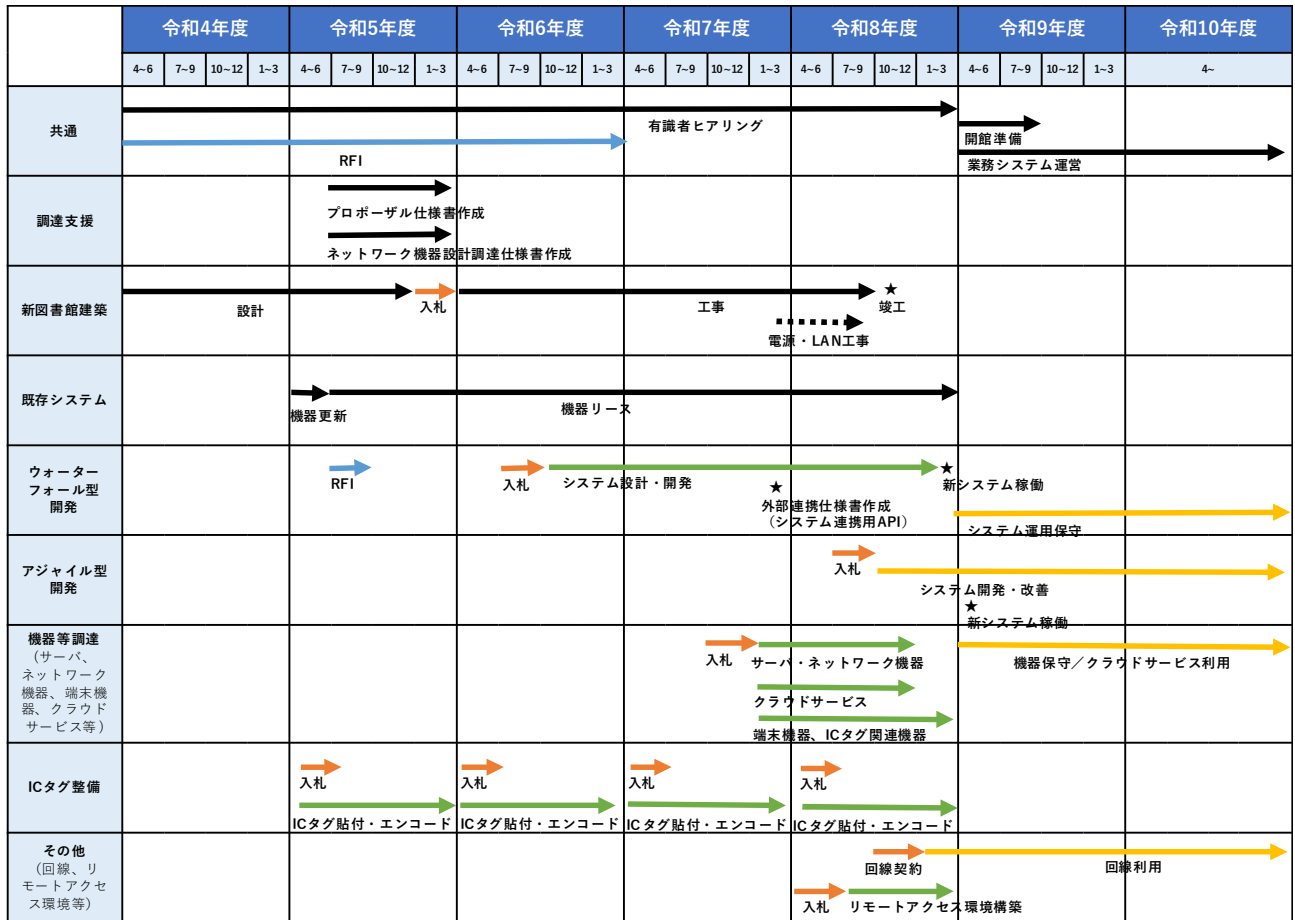 令和4年度
令和5年度
令和6年度
令和7年度
令和8年度
令和9年度
令和10年度
4~6 7~9 10~12 1~3 4~6 7~9 10~12 1~3 4~6 7~9 10~12 1~3 4~6 7~9 10~12 1~3 4~6 7~9 10~12 1~3 4~6 7~9 10~12 1~3 4~
共通
有識者ヒアリング
RFI
開館準備
業務システム運営
調達支援
プロポーザル仕様書作成
ネットワーク機器設計調達仕様書作成
新図書館建築
設計
入札
工事
★
竣工
電源・LAN工事
既存システム
機器更新
機器リース
ウォーター
フォール型
開発
RFI
入札
システム設計・開発
★
外部連携仕様書作成
（システム連携用API）
★
新システム稼働
システム運用保守
アジャイル型
開発
入札
システム開発・改善
★
新システム稼働
機器等調達
（サーバ、
ネットワーク
機器、端末機
器、クラウド
サービス等）
入札
サーバ・ネットワーク機器
クラウドサービス
端末機器、ICタグ関連機器
機器保守／クラウドサービス利用
ICタグ整備
入札
入札
入札
入札
ICタグ貼付・エンコード
ICタグ貼付・エンコード
ICタグ貼付・エンコード
ICタグ貼付・エンコード
その他
（回線、リ
モートアクセ
ス環境等）
回線契約
回線利用
入札
リモートアクセス環境構築